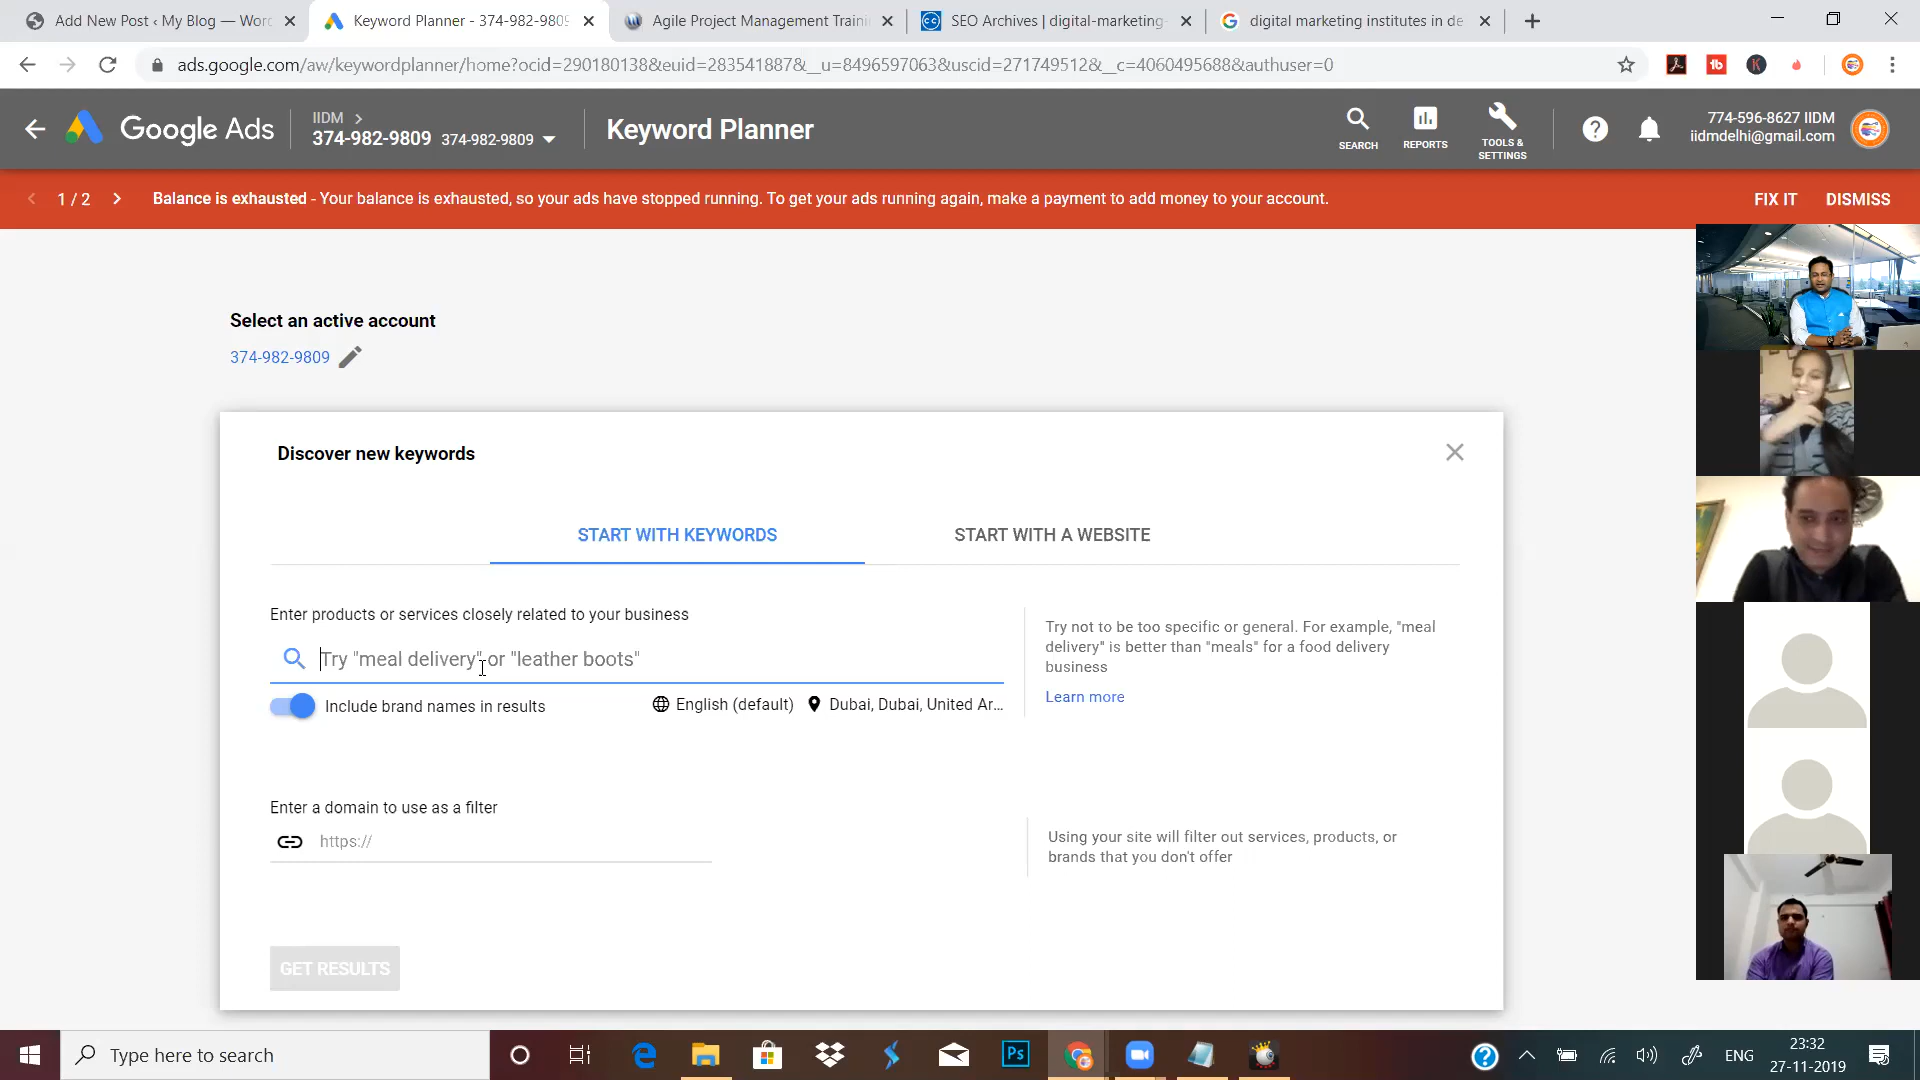 Add New Post ‹ My Blog — Word
Keyword Planner - 374-982-9809
Agile Project Management Traini
SEO Archives | digital-marketing-
digital marketing institutes in de
ads.google.com/aw/keywordplanner/home?ocid=290180138&euid=283541887&__u=8496597063&uscid=271749512&__c=4060495688&authuser=0
Google Ads
IIDM >
374-982-9809 374-982-9809
Keyword Planner
SEARCH
REPORTS
TOOLS &
SETTINGS
774-596-8627 IIDM
iidmdelhi@gmail.com
1 / 2
Balance is exhausted - Your balance is exhausted, so your ads have stopped running. To get your ads running again, make a payment to add money to your account.
FIX IT
DISMISS
Select an active account
374-982-9809
Discover new keywords
START WITH KEYWORDS
START WITH A WEBSITE
Enter products or services closely related to your business
Try "meal delivery" or "leather boots"
Include brand names in results
English (default)
Dubai, Dubai, United Ar...
Try not to be too specific or general. For example, "meal
delivery" is better than "meals" for a food delivery
business
Learn more
Enter a domain to use as a filter
https://
Using your site will filter out services, products, or
brands that you don't offer
GET RESULTS
Type here to search
Ps
ENG
23:32
27-11-2019